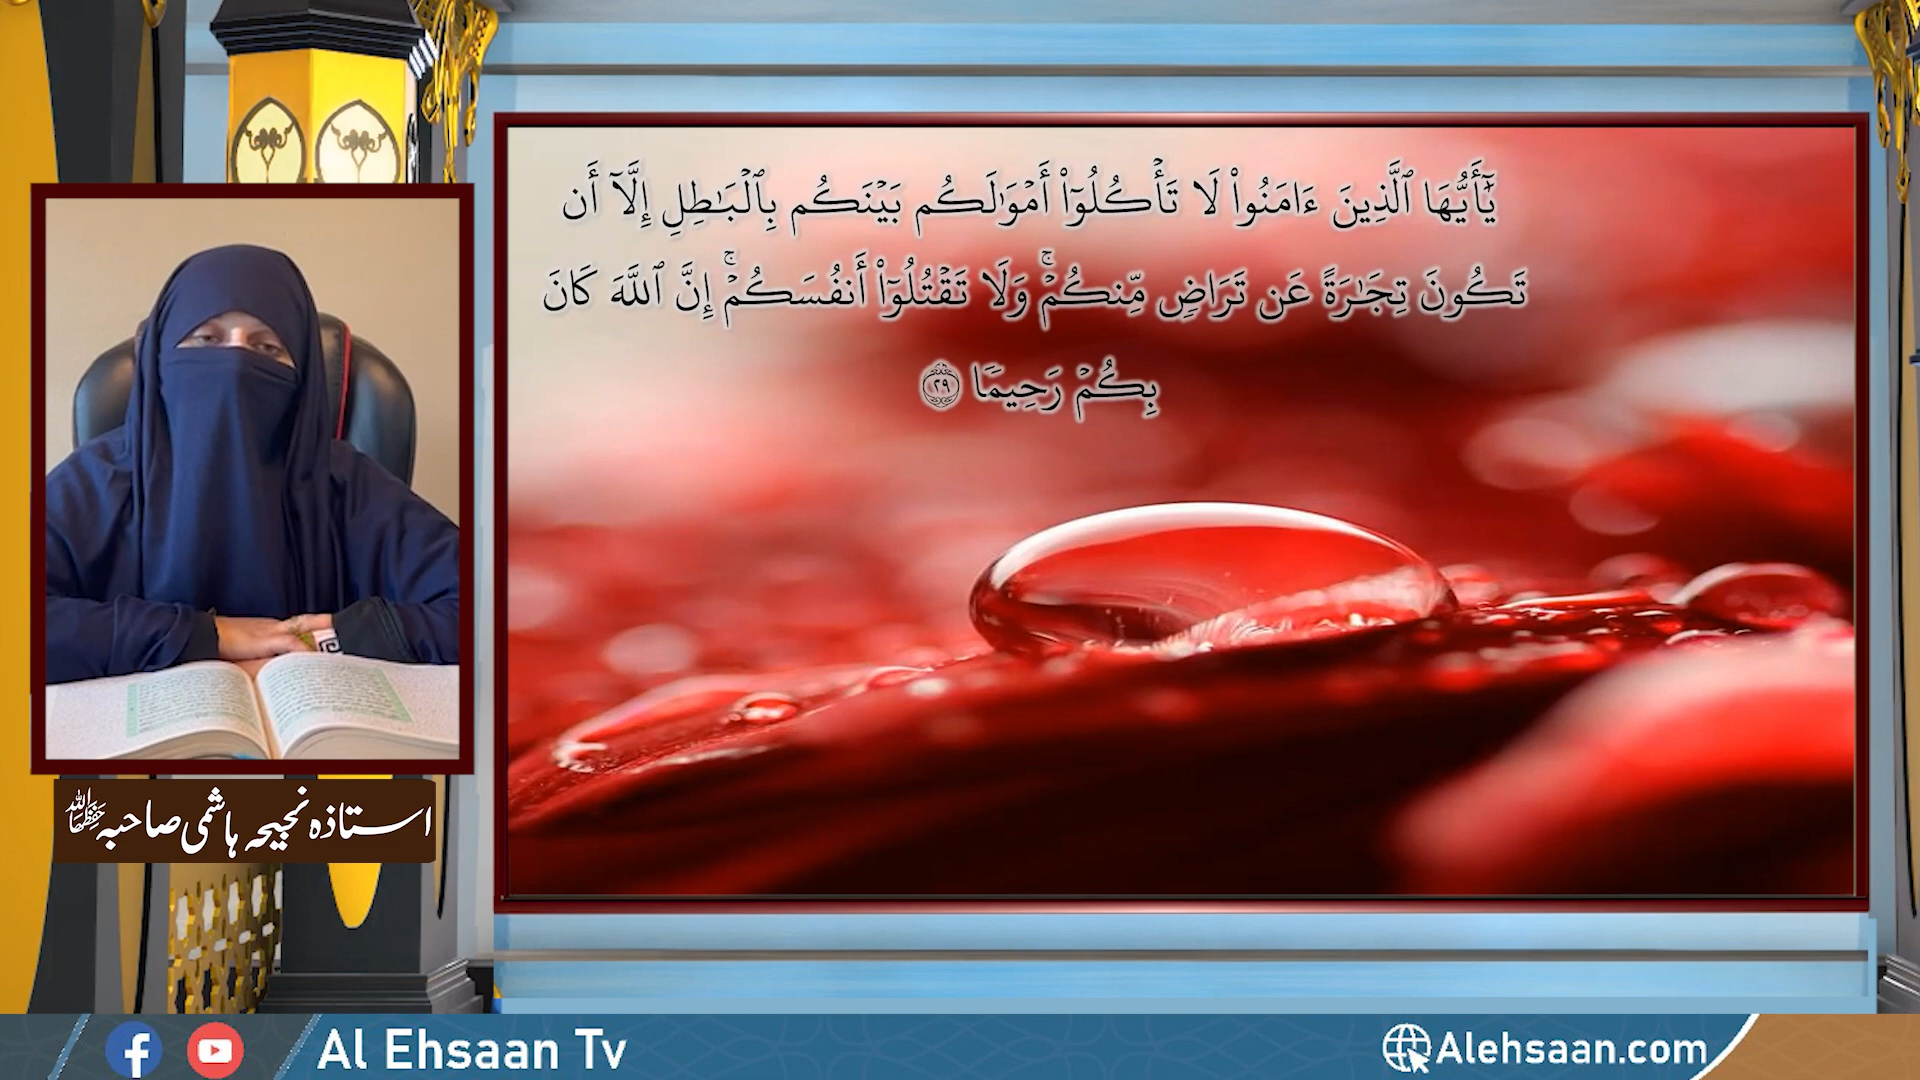 يَٰٓأَيُّهَا ٱلَّذِينَ ءَامَنُوا۟ لَا تَأْكُلُوٓا۟ أَمْوَٰلَكُم بَيْنَكُم بِٱلْبَٰطِلِ إِلَّآ أَن
تَكُونَ تِجَٰرَةً عَن تَرَاضٍ مِّنكُمْ ۚ وَلَا تَقْتُلُوٓا۟ أَنفُسَكُمْ ۚ إِنَّ ٱللَّهَ كَانَ
بِكُمْ رَحِيمًا ٢٩
استاذہ نجیحہ ہاشمی صاحبہ حفظہا اللہ
Al Ehsaan Tv
Alehsaan.com